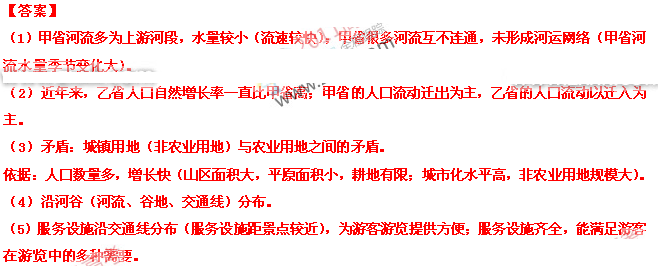 【答案】
（1）甲省河流多为上游河段，水量较小（流速较快），甲省很多河流互不连通，未形成河运网络（甲省河
流水量季节变化大）。
（2）近年来，乙省人口自然增长率一直比甲省高；甲省的人口流动迁出为主，乙省的人口流动以迁入为
主。
（3）矛盾：城镇用地（非农业用地）与农业用地之间的矛盾。
依据：人口数量多，增长快（山区面积大，平原面积小，耕地有限；城市化水平高，非农业用地规模大）。
（4）沿河谷（河流、谷地、交通线）分布。
（5）服务设施沿交通线分布（服务设施距景点较近），为游客游览提供方便；服务设施齐全，能满足游客
在游览中的多种需要。